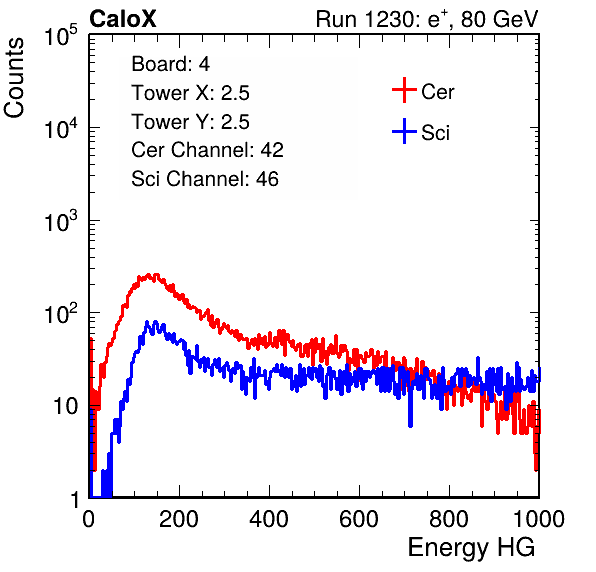 CaloX Run 1230: e⁺, 80 GeV
Counts
10⁵
10⁴
10³
10²
10
1
Board: 4
Tower X: 2.5
Tower Y: 2.5
Cer Channel: 42
Sci Channel: 46
Cer
Sci
0 200 400 600 800 1000
Energy HG